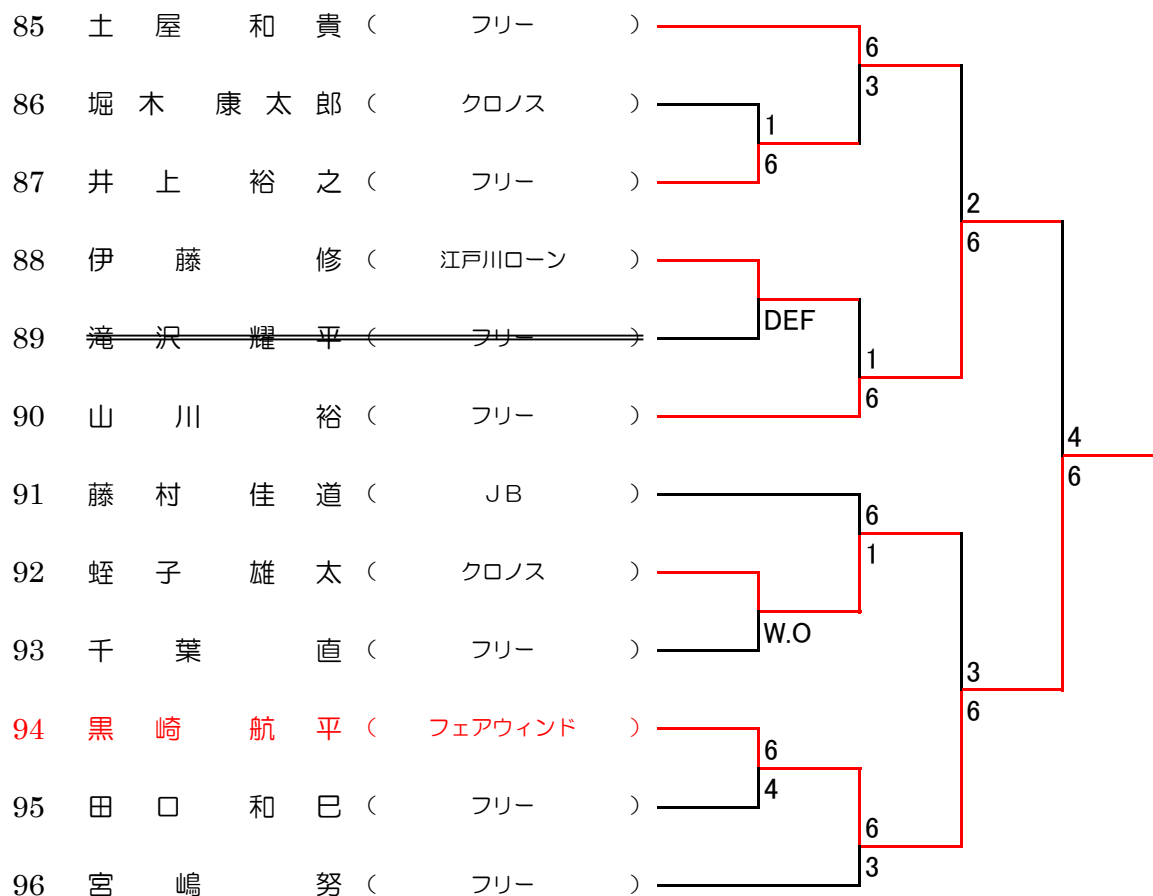 85 土屋 和貴 ( フリー )
6
3
86 堀木 康太郎 ( クロノス )
1
6
87 井上 裕之 ( フリー )
2
6
88 伊藤 修 ( 江戸川ローン )
DEF
89 滝沢 耀平 ( フリー )
1
6
90 山川 裕 ( フリー )
4
6
91 藤村 佳道 ( JB )
6
1
92 蛭子 雄太 ( クロノス )
W.O
93 千葉 直 ( フリー )
3
6
94 黒崎 航平 ( フェアウィンド )
6
4
95 田口 和巳 ( フリー )
6
3
96 宮嶋 努 ( フリー )